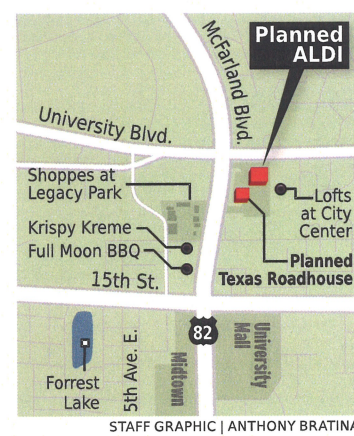 McFarland Blvd.
Planned
ALDI
University Blvd.
Shoppes at
Legacy Park
Lofts
at City
Center
Krispy Kreme
Full Moon BBQ
Planned
Texas Roadhouse
15th St.
82
University
Mall
Midtown
5th Ave. E.
Forrest
Lake
STAFF GRAPHIC | ANTHONY BRATINA